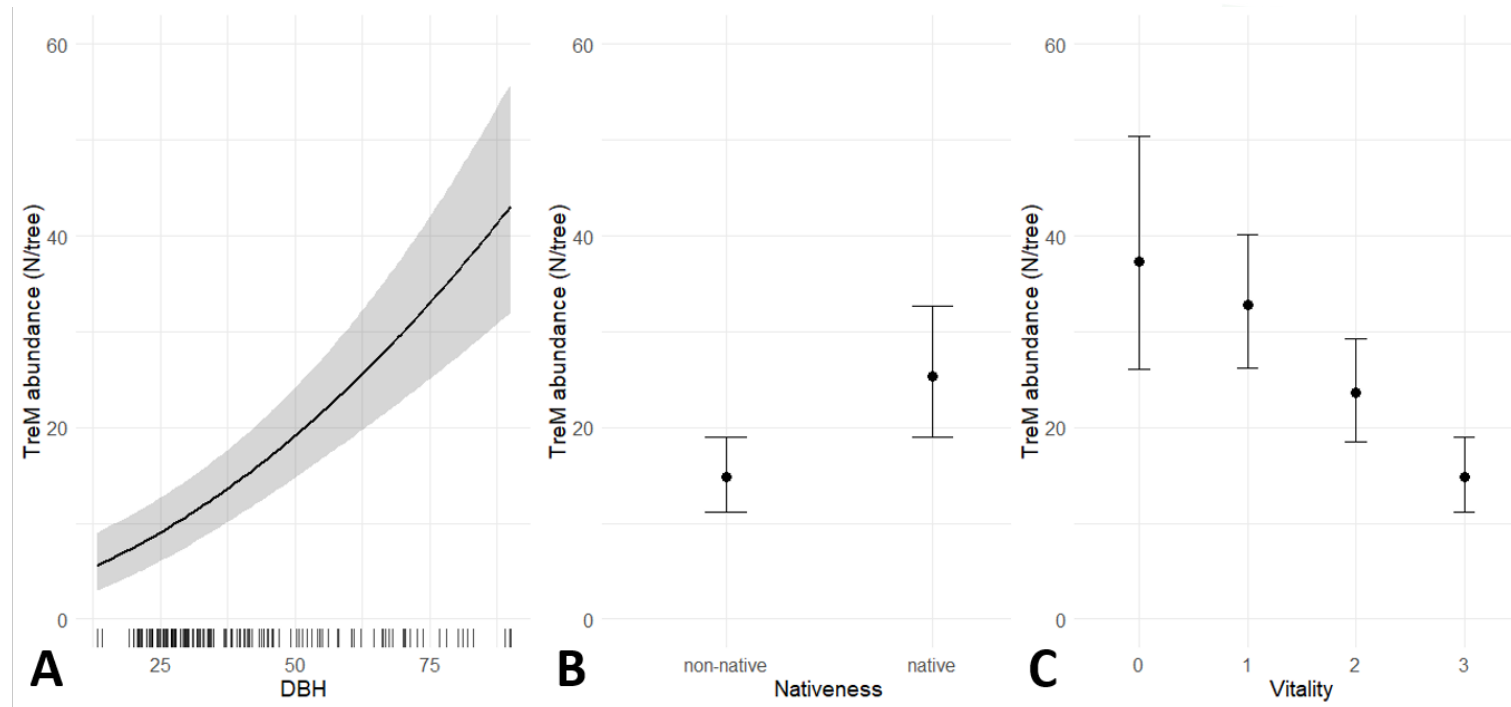 60
40
20
0
TreM abundance (N/tree)
25 50 75
DBH
A
60
40
20
0
TreM abundance (N/tree)
non-native native
Nativeness
B
60
40
20
0
TreM abundance (N/tree)
0 1 2 3
Vitality
C